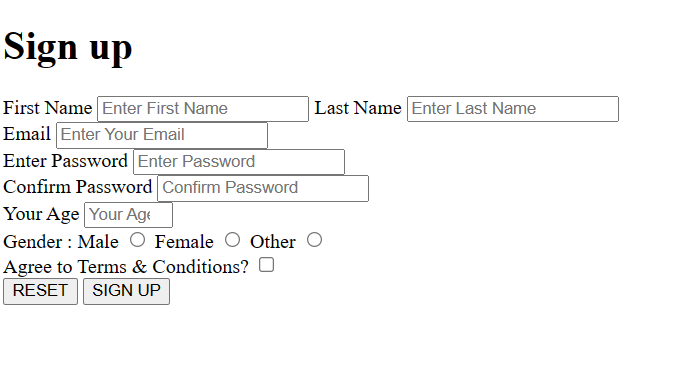 Sign up
First Name Enter First Name Last Name Enter Last Name
Email Enter Your Email
Enter Password Enter Password
Confirm Password Confirm Password
Your Age Your Age
Gender : Male Female Other
Agree to Terms & Conditions?
RESET SIGN UP